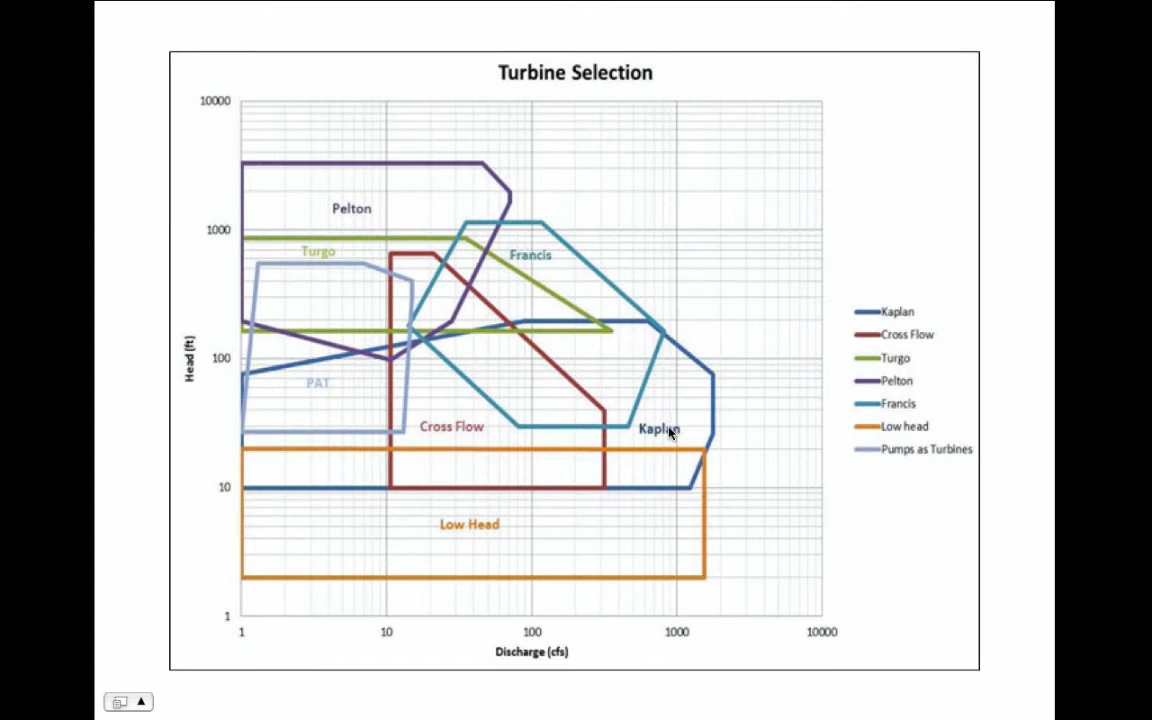 Turbine Selection
10000
Pelton
1000
Turgo
Francis
Head (ft)
100
PAT
Cross Flow
Kaplan
10
Low Head
1
1 10 100 1000 10000
Discharge (cfs)
Kaplan
Cross Flow
Turgo
Pelton
Francis
Low head
Pumps as Turbines